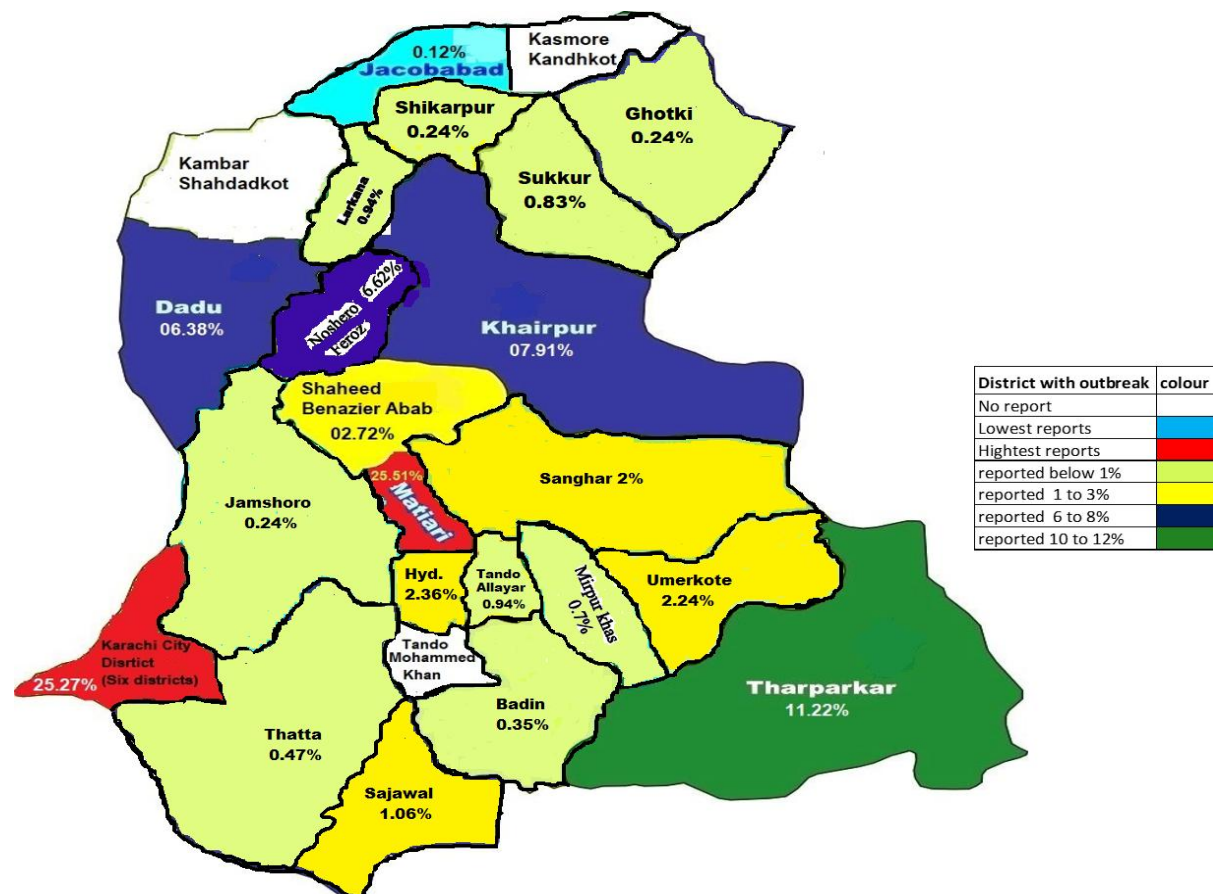 0.12%
Jacobabad
Kasmore
Kandhkot
Shikarpur
0.24%
Ghotki
0.24%
Kambar
Shahdadkot
Larkana
0.94%
Sukkur
0.83%
Dadu
06.38%
Noshero 6.62%
Feroz
Khairpur
07.91%
Shaheed
Benazier Abab
02.72%
25.51%
Matiari
Sanghar 2%
Jamshoro
0.24%
Hyd.
2.36%
Tando
Allayar
0.94%
Mirpur khas
0.7%
Umerkote
2.24%
Karachi City
Disrtict
(Six districts)
25.27%
Tando
Mohammed
Khan
Tharparkar
11.22%
Badin
0.35%
Thatta
0.47%
Sajawal
1.06%
District with outbreak colour
No report
Lowest reports
Hightest reports
reported below 1%
reported 1 to 3%
reported 6 to 8%
reported 10 to 12%